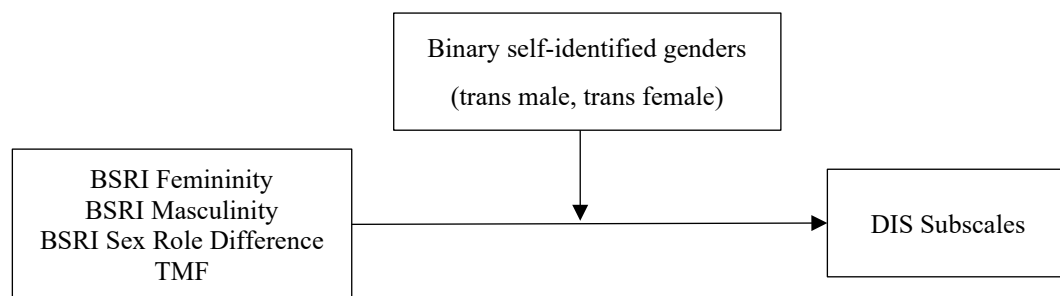 Binary self-identified genders
(trans male, trans female)
BSRI Femininity
BSRI Masculinity
BSRI Sex Role Difference
TMF
DIS Subscales